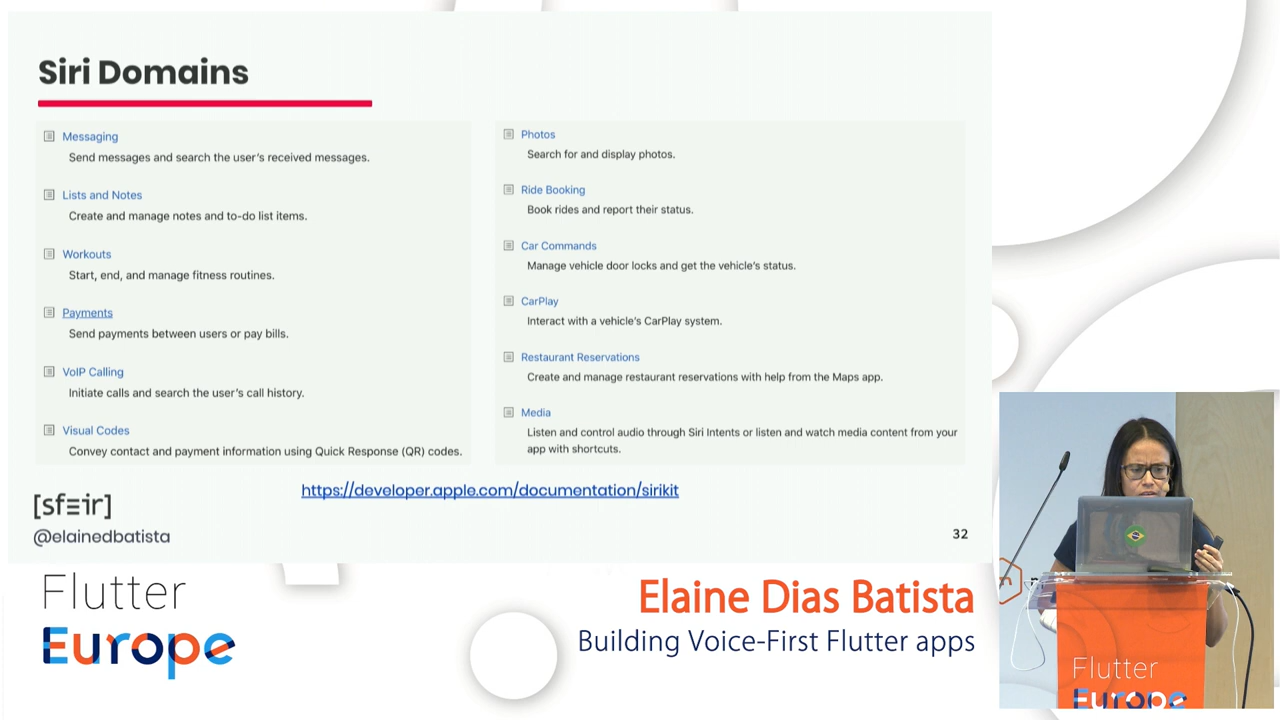 Siri Domains
Messaging
Send messages and search the user's received messages.
Lists and Notes
Create and manage notes and to-do list items.
Workouts
Start, end, and manage fitness routines.
Payments
Send payments between users or pay bills.
VoIP Calling
Initiate calls and search the user's call history.
Visual Codes
Convey contact and payment information using Quick Response (QR) codes.
Photos
Search for and display photos.
Ride Booking
Book rides and report their status.
Car Commands
Manage vehicle door locks and get the vehicle's status.
CarPlay
Interact with a vehicle's CarPlay system.
Restaurant Reservations
Create and manage restaurant reservations with help from the Maps app.
Media
Listen and control audio through Siri Intents or listen and watch media content from your
app with shortcuts.
https://developer.apple.com/documentation/sirikit
[sfeir]
@elainedbatista
32
Flutter
Europe
Elaine Dias Batista
Building Voice-First Flutter apps
Flutter
Europe